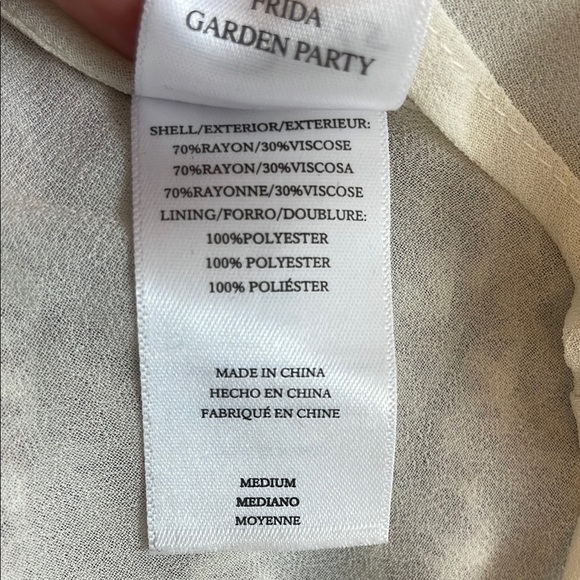 FRIDA
GARDEN PARTY
SHELL/EXTERIOR/EXTERIEUR:
70%RAYON/30%VISCOSE
70%RAYON/30%VISCOSA
70%RAYONNE/30%VISCOSE
LINING/FORRO/DOUBLURE:
100%POLYESTER
100% POLYESTER
100% POLIÉSTER
MADE IN CHINA
HECHO EN CHINA
FABRIQUÉ EN CHINE
MEDIUM
MEDIANO
MOYENNE